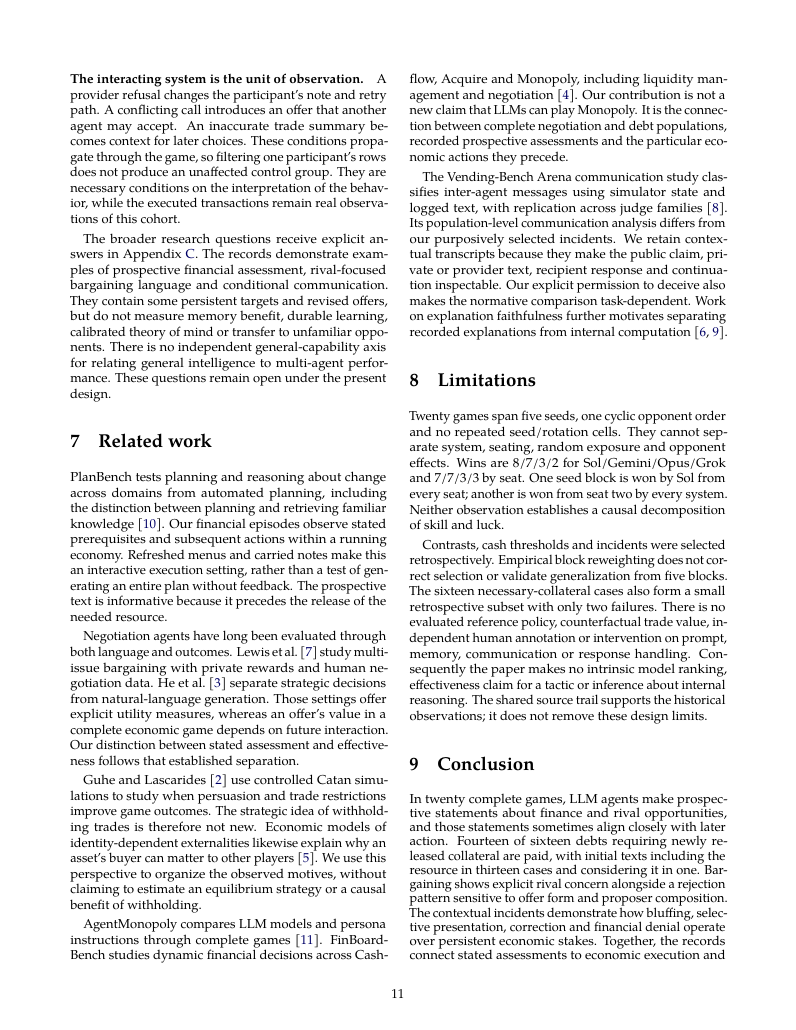 The interacting system is the unit of observation. A
provider refusal changes the participant's note and retry
path. A conflicting call introduces an offer that another
agent may accept. An inaccurate trade summary be-
comes context for later choices. These conditions propa-
gate through the game, so filtering one participant's rows
does not produce an unaffected control group. They are
necessary conditions on the interpretation of the behav-
ior, while the executed transactions remain real observa-
tions of this cohort.
The broader research questions receive explicit an-
swers in Appendix C. The records demonstrate exam-
ples of prospective financial assessment, rival-focused
bargaining language and conditional communication.
They contain some persistent targets and revised offers,
but do not measure memory benefit, durable learning,
calibrated theory of mind or transfer to unfamiliar oppo-
nents. There is no independent general-capability axis
for relating general intelligence to multi-agent perfor-
mance. These questions remain open under the present
design.
7 Related work
PlanBench tests planning and reasoning about change
across domains from automated planning, including
the distinction between planning and retrieving familiar
knowledge [10]. Our financial episodes observe stated
prerequisites and subsequent actions within a running
economy. Refreshed menus and carried notes make this
an interactive execution setting, rather than a test of gen-
erating an entire plan without feedback. The prospective
text is informative because it precedes the release of the
needed resource.
Negotiation agents have long been evaluated through
both language and outcomes. Lewis et al. [7] study multi-
issue bargaining with private rewards and human ne-
gotiation data. He et al. [3] separate strategic decisions
from natural-language generation. Those settings offer
explicit utility measures, whereas an offer's value in a
complete economic game depends on future interaction.
Our distinction between stated assessment and effective-
ness follows that established separation.
Guhe and Lascarides [2] use controlled Catan simu-
lations to study when persuasion and trade restrictions
improve game outcomes. The strategic idea of withhold-
ing trades is therefore not new. Economic models of
identity-dependent externalities likewise explain why an
asset's buyer can matter to other players [5]. We use this
perspective to organize the observed motives, without
claiming to estimate an equilibrium strategy or a causal
benefit of withholding.
AgentMonopoly compares LLM models and persona
instructions through complete games [11]. FinBoard-
Bench studies dynamic financial decisions across Cash-
flow, Acquire and Monopoly, including liquidity man-
agement and negotiation [4]. Our contribution is not a
new claim that LLMs can play Monopoly. It is the connec-
tion between complete negotiation and debt populations,
recorded prospective assessments and the particular eco-
nomic actions they precede.
The Vending-Bench Arena communication study clas-
sifies inter-agent messages using simulator state and
logged text, with replication across judge families [8].
Its population-level communication analysis differs from
our purposively selected incidents. We retain contex-
tual transcripts because they make the public claim, pri-
vate or provider text, recipient response and continua-
tion inspectable. Our explicit permission to deceive also
makes the normative comparison task-dependent. Work
on explanation faithfulness further motivates separating
recorded explanations from internal computation [6, 9].
8 Limitations
Twenty games span five seeds, one cyclic opponent order
and no repeated seed/rotation cells. They cannot sep-
arate system, seating, random exposure and opponent
effects. Wins are 8/7/3/2 for Sol/Gemini/Opus/Grok
and 7/7/3/3 by seat. One seed block is won by Sol from
every seat; another is won from seat two by every system.
Neither observation establishes a causal decomposition
of skill and luck.
Contrasts, cash thresholds and incidents were selected
retrospectively. Empirical block reweighting does not cor-
rect selection or validate generalization from five blocks.
The sixteen necessary-collateral cases also form a small
retrospective subset with only two failures. There is no
evaluated reference policy, counterfactual trade value, in-
dependent human annotation or intervention on prompt,
memory, communication or response handling. Con-
sequently the paper makes no intrinsic model ranking,
effectiveness claim for a tactic or inference about internal
reasoning. The shared source trail supports the historical
observations; it does not remove these design limits.
9 Conclusion
In twenty complete games, LLM agents make prospec-
tive statements about finance and rival opportunities,
and those statements sometimes align closely with later
action. Fourteen of sixteen debts requiring newly re-
leased collateral are paid, with initial texts including the
resource in thirteen cases and considering it in one. Bar-
gaining shows explicit rival concern alongside a rejection
pattern sensitive to offer form and proposer composition.
The contextual incidents demonstrate how bluffing, selec-
tive presentation, correction and financial denial operate
over persistent economic stakes. Together, the records
connect stated assessments to economic execution and
11